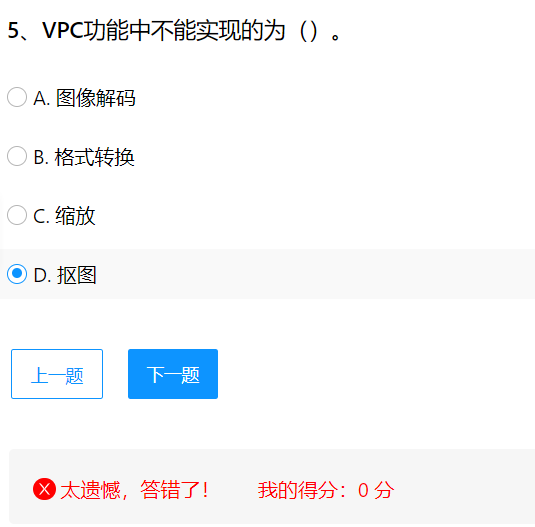 5、VPC功能中不能实现的为（）。
A. 图像解码
B. 格式转换
C. 缩放
D. 抠图
上一题 下一题
X 太遗憾，答错了！ 我的得分：0 分